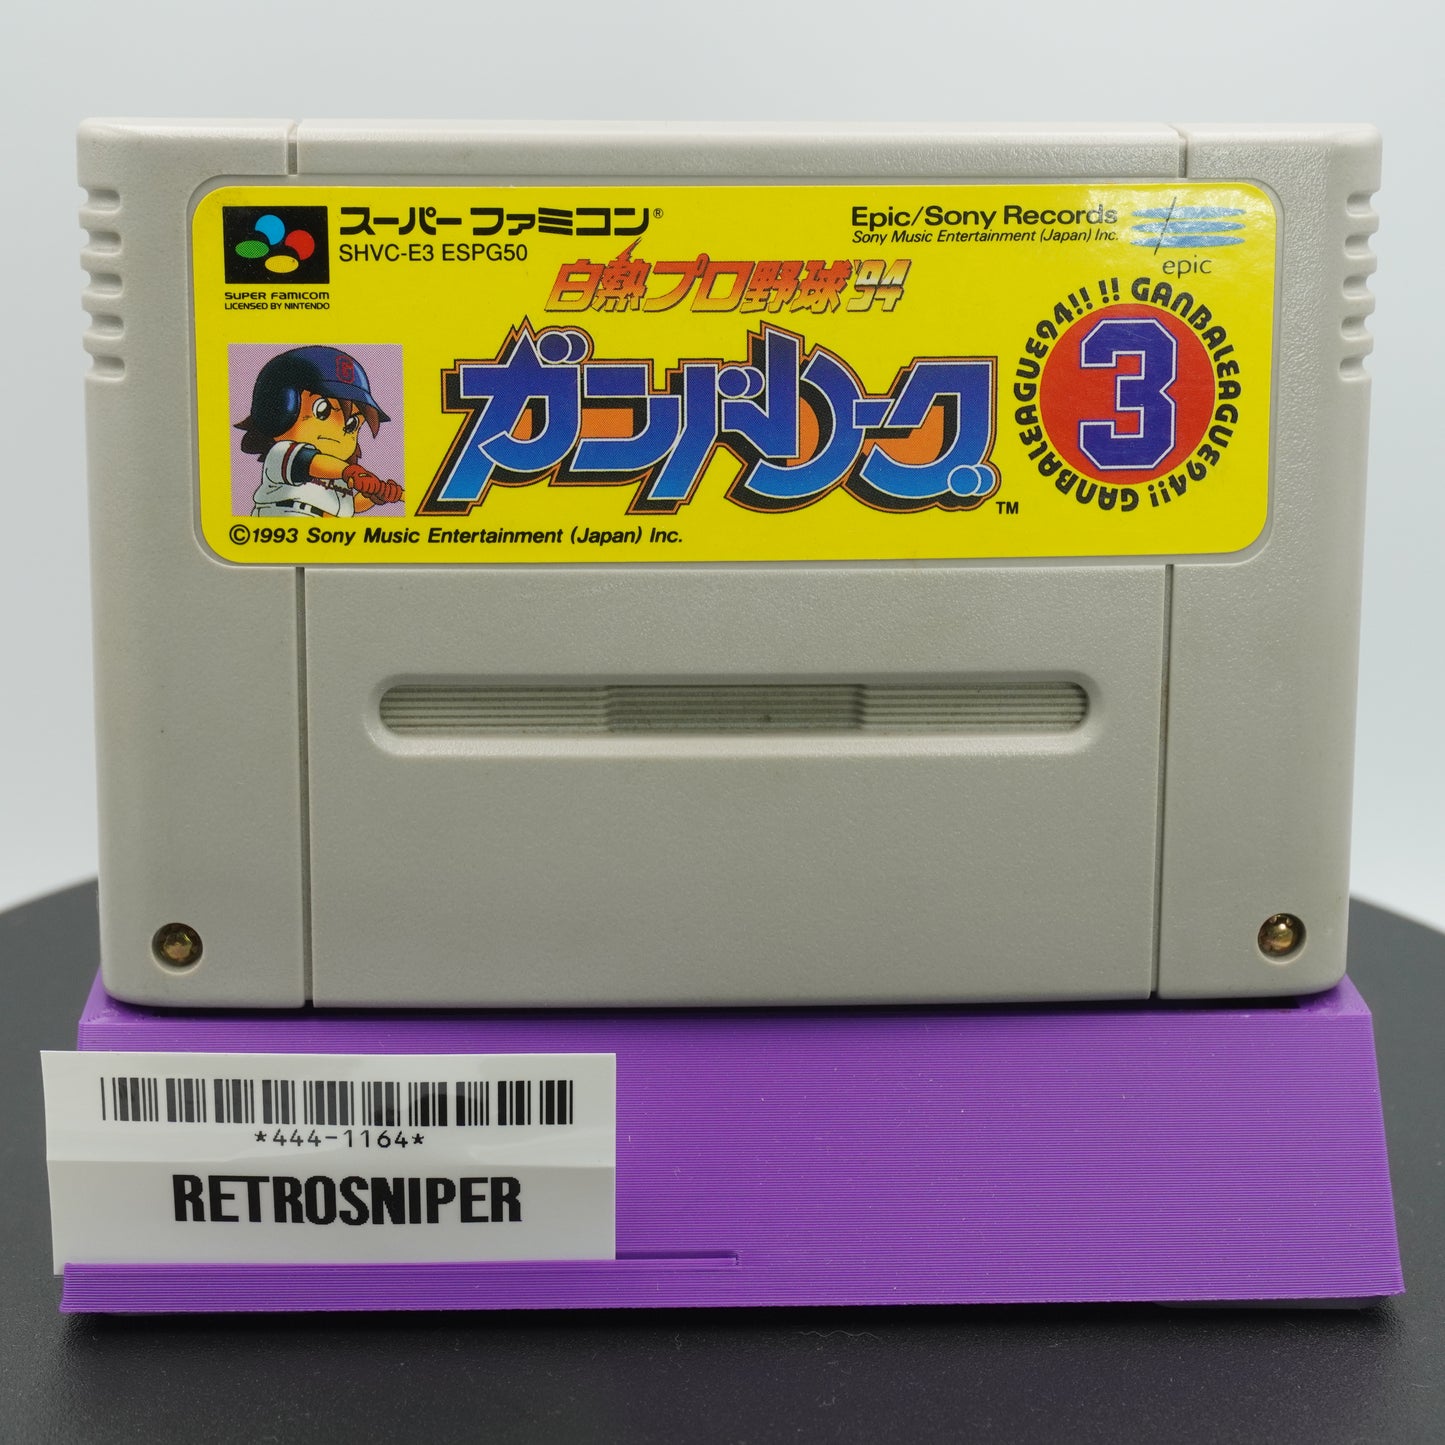 スーパーファミコン®
SHVC-E3 ESPG50
SUPER FAMICOM
LICENSED BY NINTENDO
Epic/Sony Records
Sony Music Entertainment (Japan) Inc.
epic
白熱プロ野球'94
ガンバリーグ
TM
3
GANBALEAGUE94!!
GANBALEAGUE94!!
G
©1993 Sony Music Entertainment (Japan) Inc.
*444-1164*
RETROSNIPER